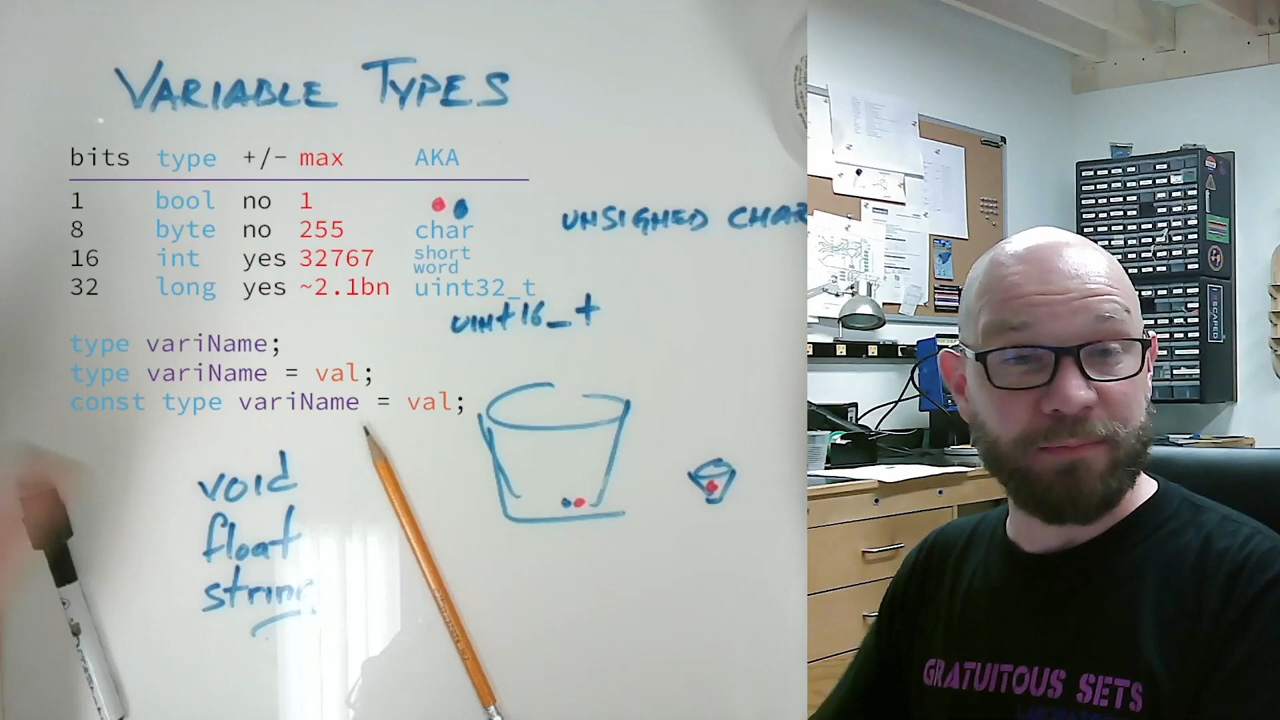 VARIABLE TYPES
bits type +/- max AKA
1 bool no 1
8 byte no 255 char
UNSIGNED CHAR
16 int yes 32767 short word
32 long yes ~2.1bn uint32_t
uint16_t
type variName;
type variName = val;
const type variName = val;
void
float
string
GRATUITOUS SETS